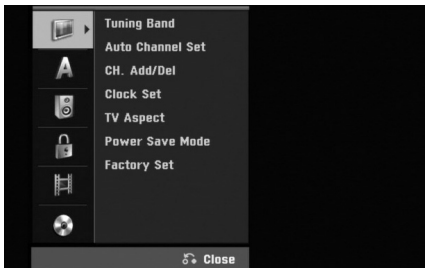 Tuning Band
Auto Channel Set
CH. Add/Del
Clock Set
TV Aspect
Power Save Mode
Factory Set
A
Close